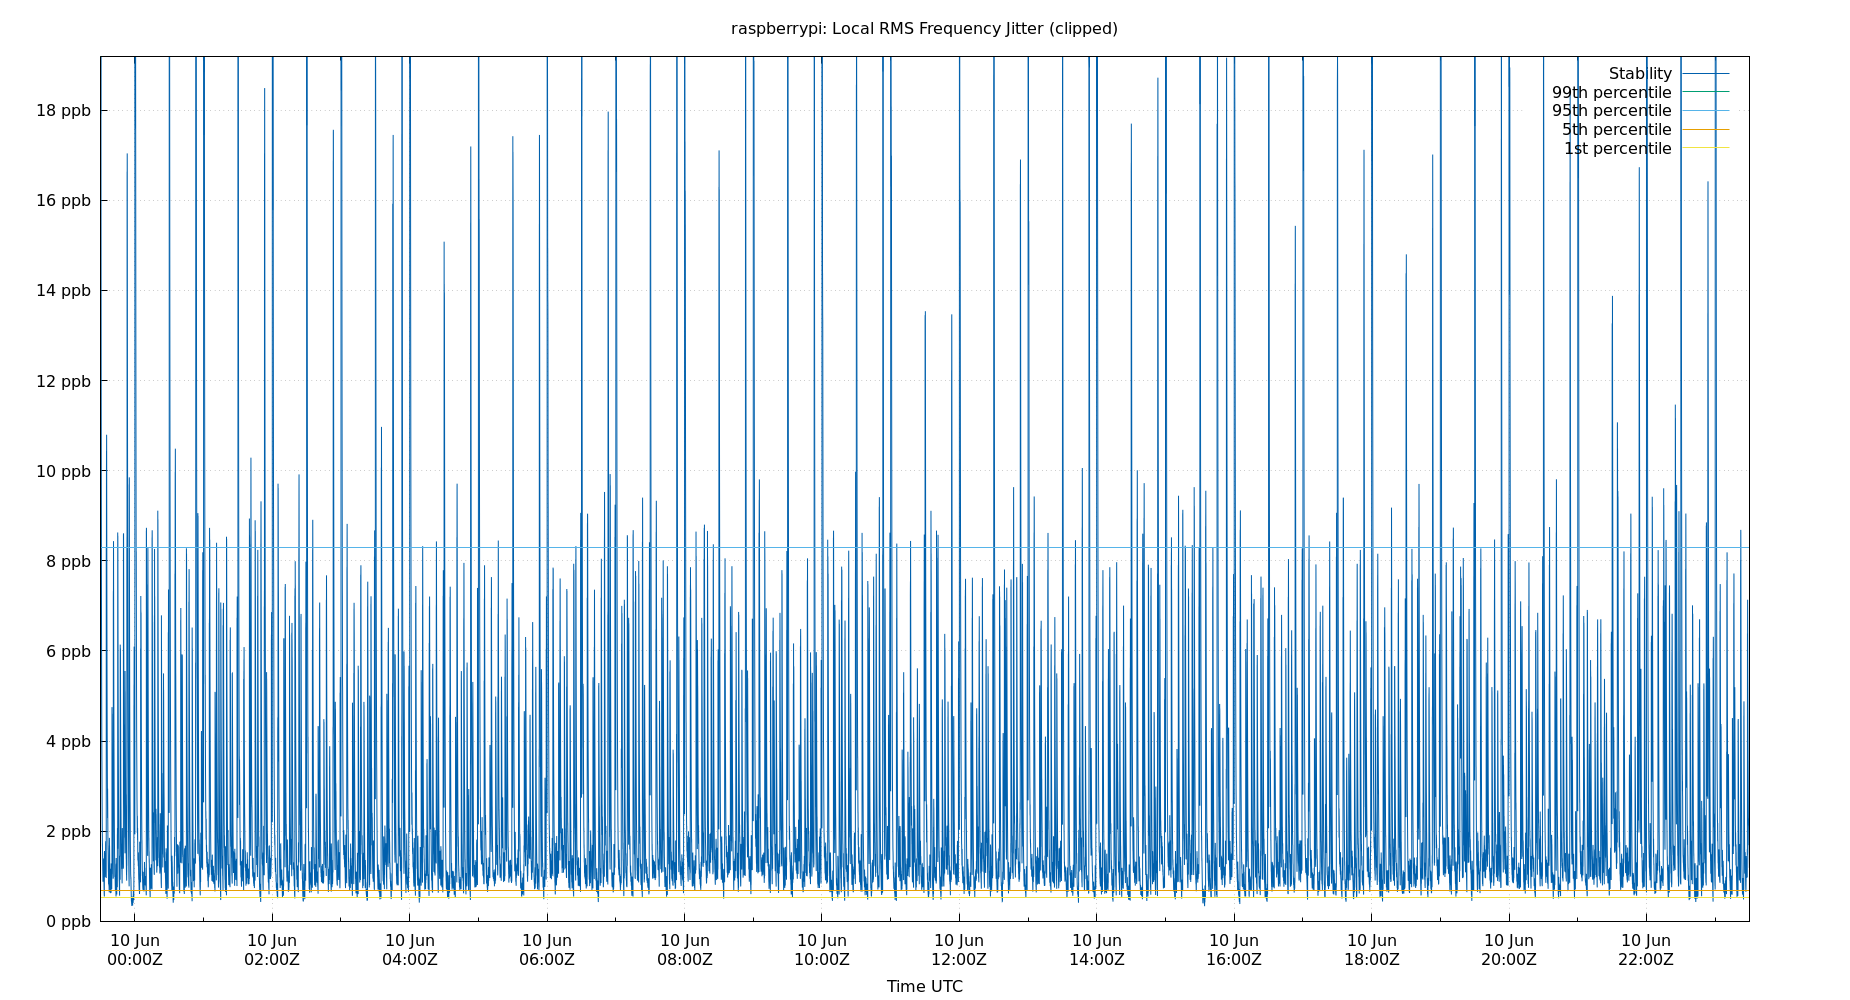 raspberrypi: Local RMS Frequency Jitter (clipped)
Stability
99th percentile
95th percentile
5th percentile
1st percentile
18 ppb
16 ppb
14 ppb
12 ppb
10 ppb
8 ppb
6 ppb
4 ppb
2 ppb
0 ppb
10 Jun 10 Jun 10 Jun 10 Jun 10 Jun 10 Jun 10 Jun 10 Jun 10 Jun 10 Jun 10 Jun 10 Jun
00:00Z 02:00Z 04:00Z 06:00Z 08:00Z 10:00Z 12:00Z 14:00Z 16:00Z 18:00Z 20:00Z 22:00Z
Time UTC